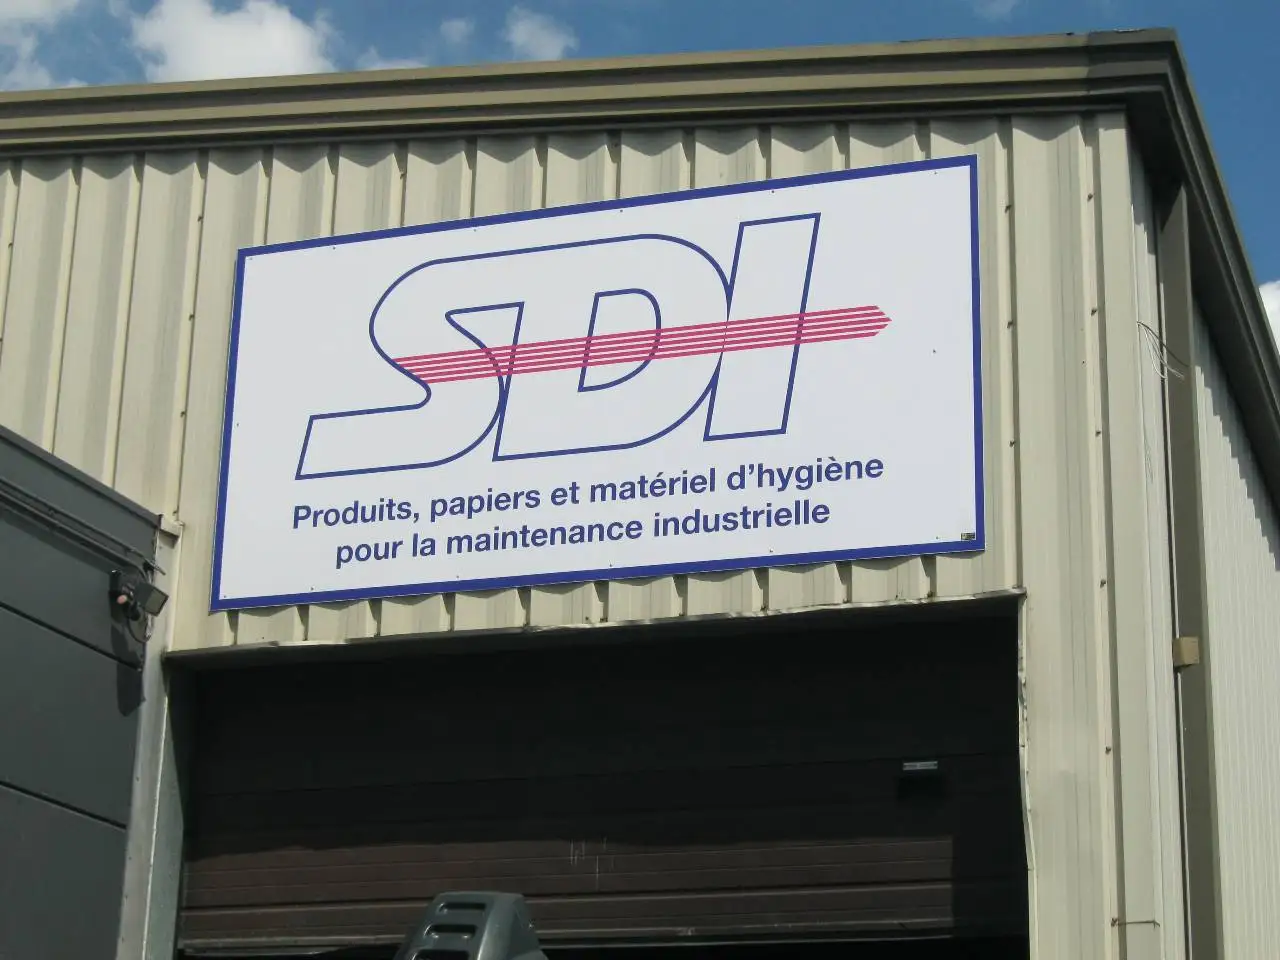 SDI
Produits, papiers et matériel d'hygiène
pour la maintenance industrielle